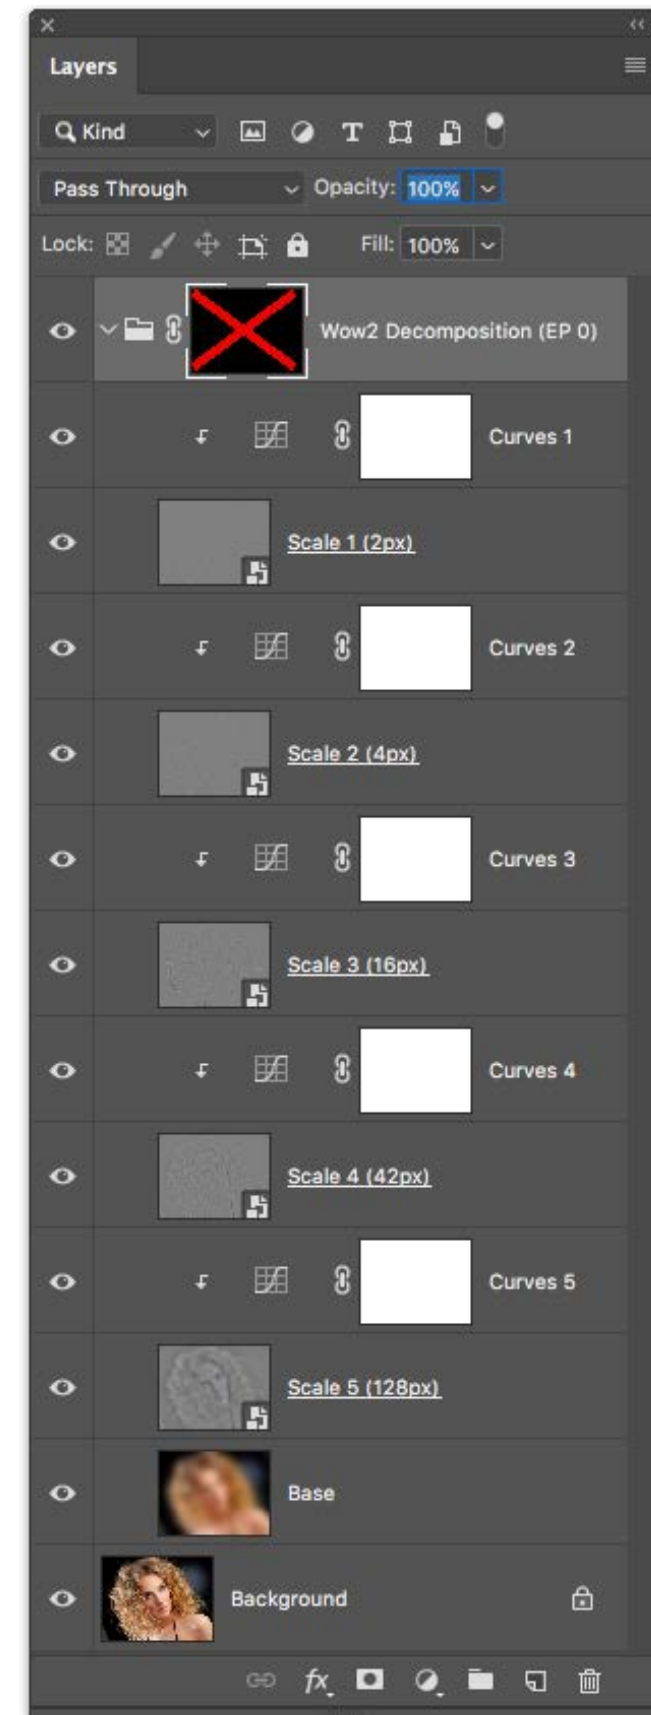 Layers
Kind
Pass Through Opacity: 100%
Lock: Fill: 100%
Wow2 Decomposition (EP 0)
Curves 1
Scale 1 (2px)
Curves 2
Scale 2 (4px)
Curves 3
Scale 3 (16px)
Curves 4
Scale 4 (42px)
Curves 5
Scale 5 (128px)
Base
Background
fx